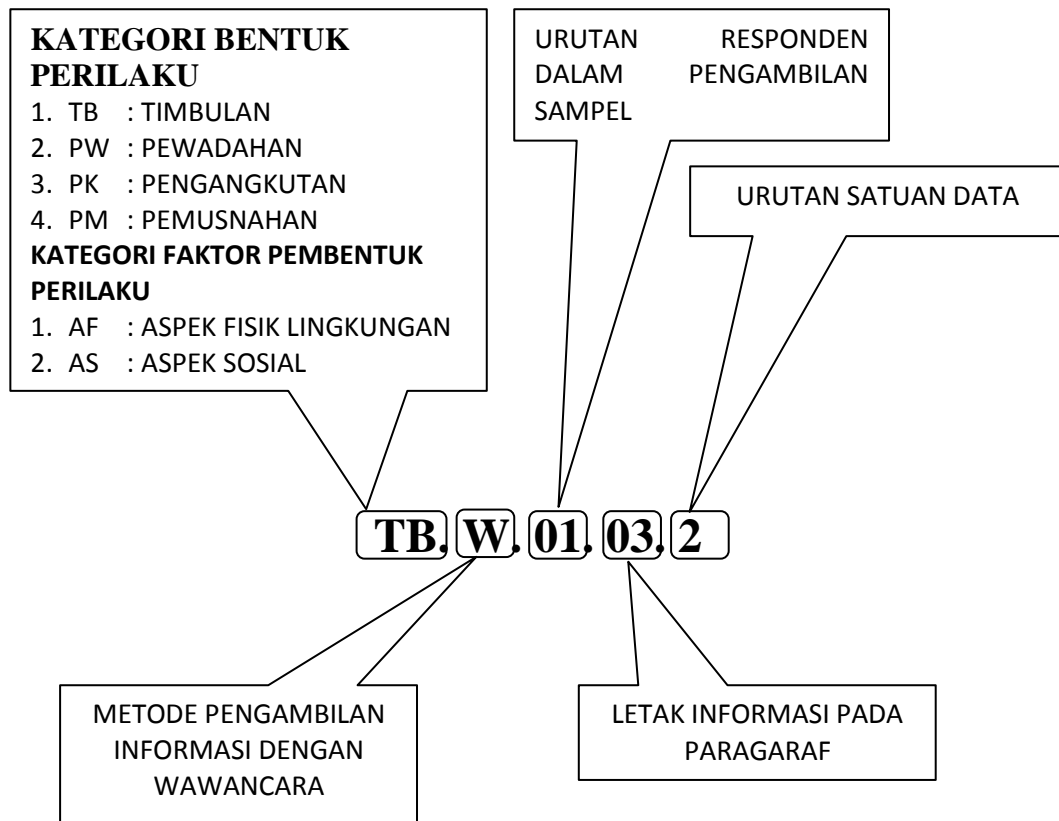 KATEGORI BENTUK
PERILAKU
1. TB : TIMBULAN
2. PW : PEWADAHAN
3. PK : PENGANGKUTAN
4. PM : PEMUSNAHAN
KATEGORI FAKTOR PEMBENTUK
PERILAKU
1. AF : ASPEK FISIK LINGKUNGAN
2. AS : ASPEK SOSIAL
URUTAN RESPONDEN
DALAM PENGAMBILAN
SAMPEL
URUTAN SATUAN DATA
TB. W. 01. 03. 2
METODE PENGAMBILAN
INFORMASI DENGAN
WAWANCARA
LETAK INFORMASI PADA
PARAGARAF